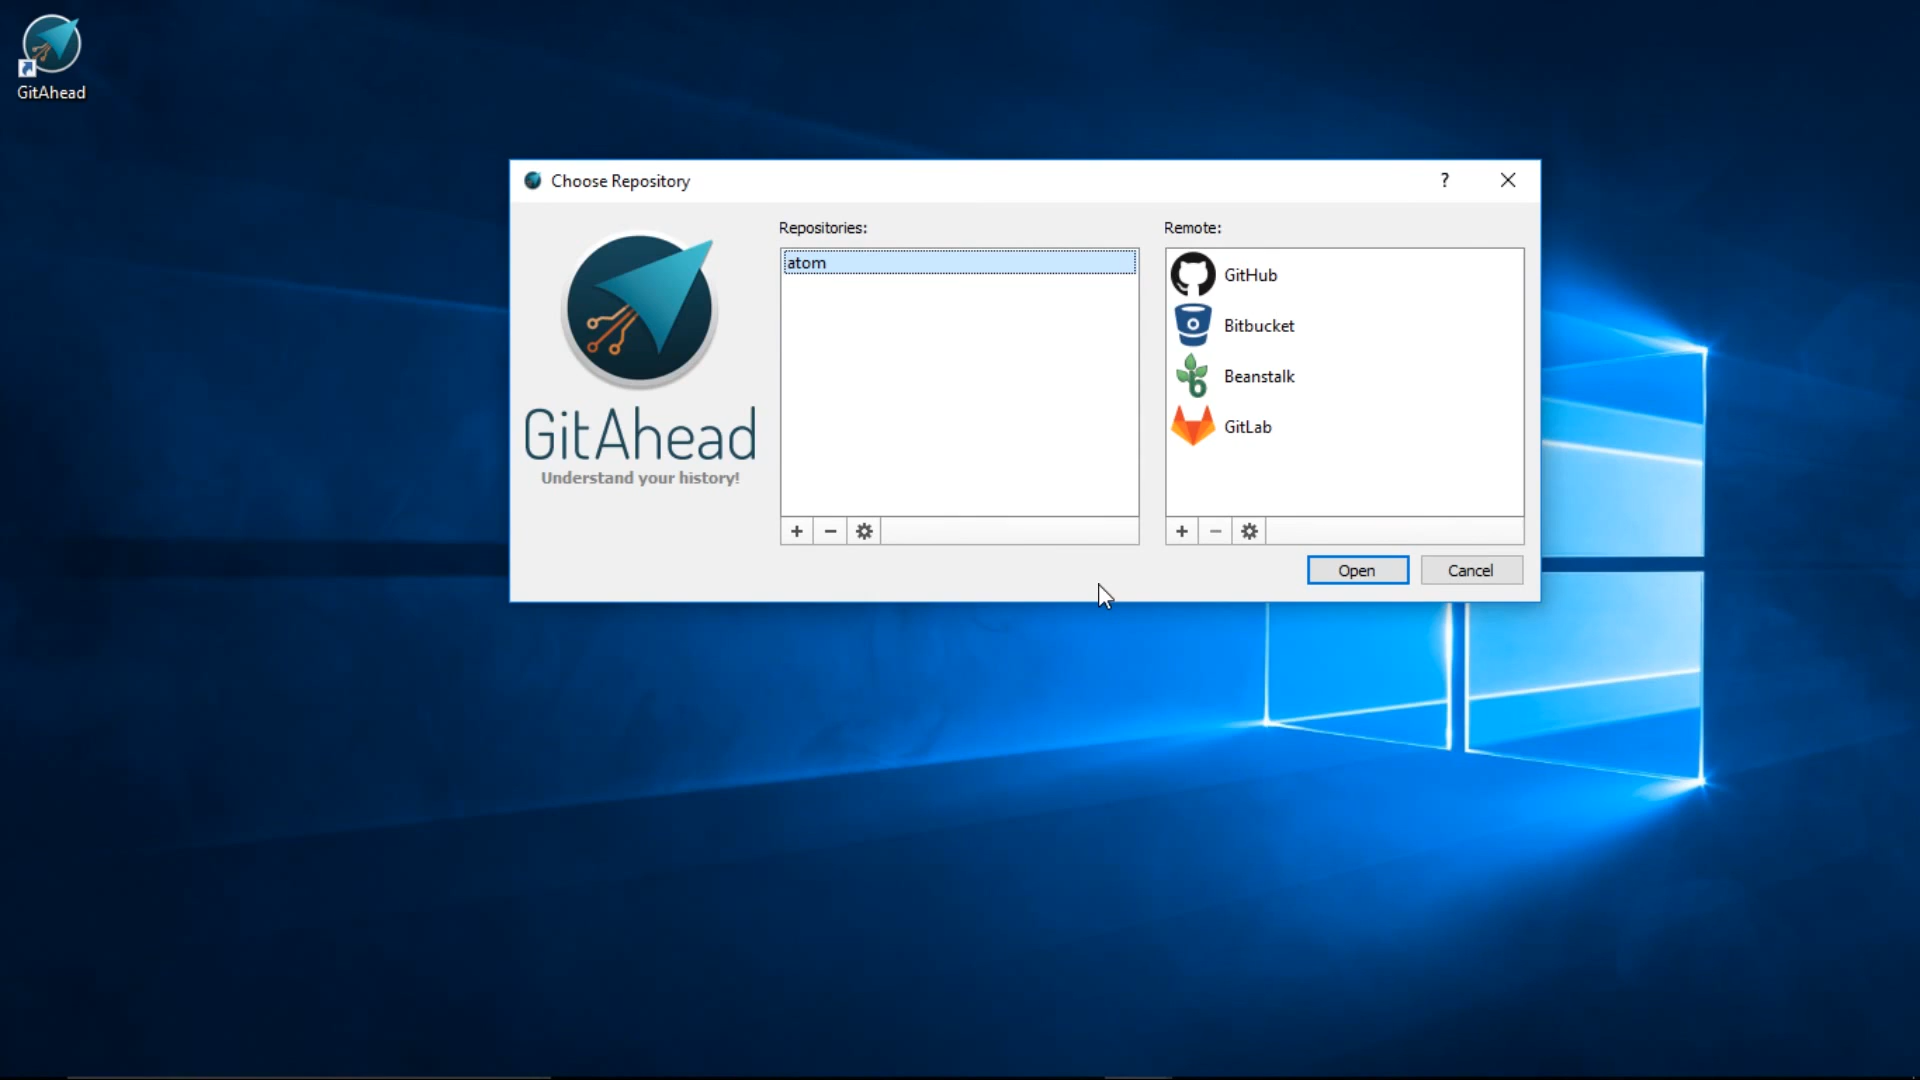 GitAhead
Choose Repository
?
Repositories:
Remote:
atom
GitHub
Bitbucket
Beanstalk
GitLab
GitAhead
Understand your history!
Open
Cancel